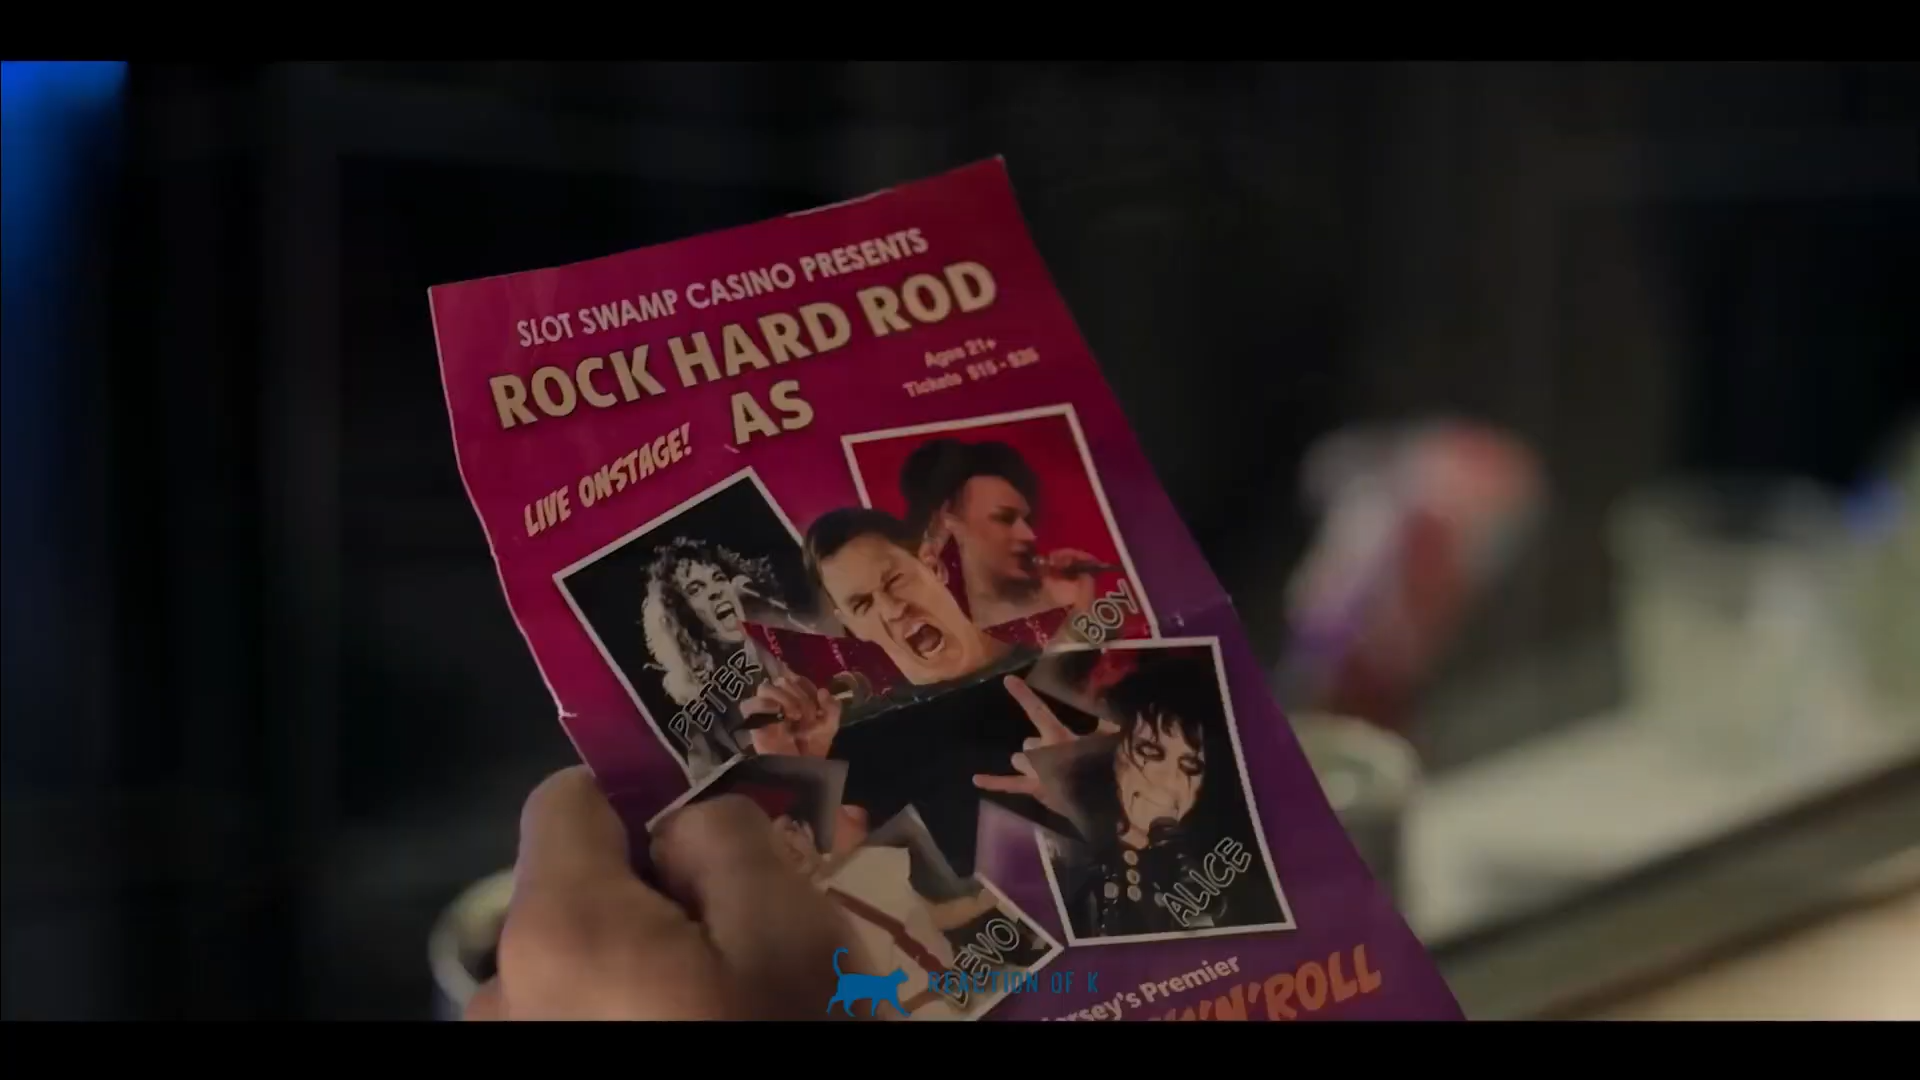 SLOT SWAMP CASINO PRESENTS
ROCK HARD ROD
AS
Ages 21+
Tickets $15 - $35
LIVE ONSTAGE!
PETER
BOY
ALICE
DEVO
REACTION OF K
Jersey's Premier
'N'ROLL